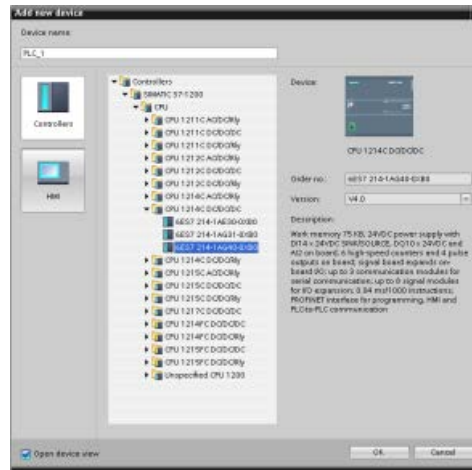 Add new device
Device name:
PLC_1
Controllers
HMI
Controllers
SIMATIC S7-1200
CPU
CPU 1211C AC/DC/Rly
CPU 1211C DC/DC/DC
CPU 1211C DC/DC/Rly
CPU 1212C AC/DC/Rly
CPU 1212C DC/DC/DC
CPU 1212C DC/DC/Rly
CPU 1214C AC/DC/Rly
CPU 1214C DC/DC/DC
6ES7 214-1AE30-0XB0
6ES7 214-1AG31-0XB0
6ES7 214-1AG40-0XB0
CPU 1214C DC/DC/Rly
CPU 1215C AC/DC/Rly
CPU 1215C DC/DC/DC
CPU 1215C DC/DC/Rly
CPU 1217C DC/DC/DC
CPU 1214FC DC/DC/DC
CPU 1214FC DC/DC/Rly
CPU 1215FC DC/DC/DC
CPU 1215FC DC/DC/Rly
Unspecified CPU 1200
Device:
CPU 1214C DC/DC/DC
Order no.:
6ES7 214-1AG40-0XB0
Version:
V4.0
Description:
Work memory 75 KB; 24VDC power supply with
DI14 x 24VDC SINK/SOURCE, DQ10 x 24VDC and
AI2 on board; 6 high-speed counters and 4 pulse
outputs on board; signal board expands on-
board I/O; up to 3 communication modules for
serial communication; up to 8 signal modules
for I/O expansion; 0.04 ms/1000 instructions;
PROFINET interface for programming, HMI and
PLC-to-PLC communication
Open device view
OK
Cancel